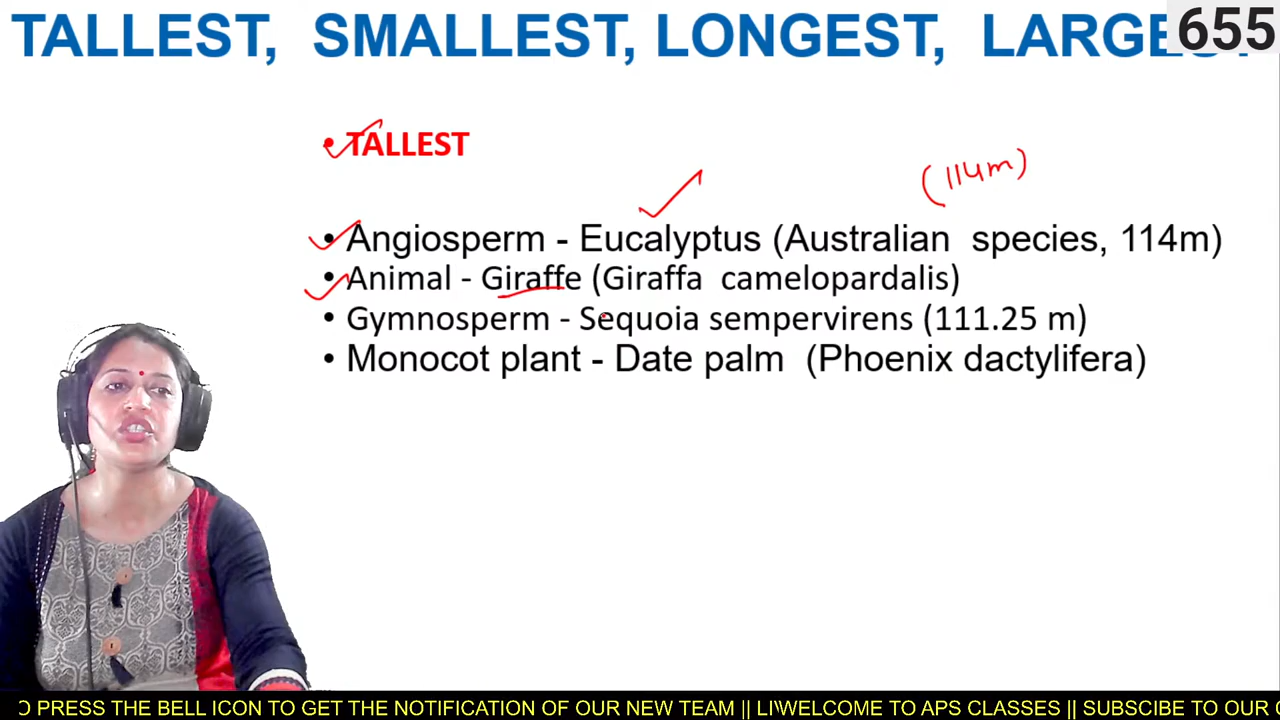 TALLEST, SMALLEST, LONGEST, LARGEST
655
• TALLEST
(114m)
• Angiosperm - Eucalyptus (Australian species, 114m)
• Animal - Giraffe (Giraffa camelopardalis)
• Gymnosperm - Sequoia sempervirens (111.25 m)
• Monocot plant - Date palm (Phoenix dactylifera)
PRESS THE BELL ICON TO GET THE NOTIFICATION OF OUR NEW TEAM || WELCOME TO APS CLASSES || SUBSCIBE TO OUR